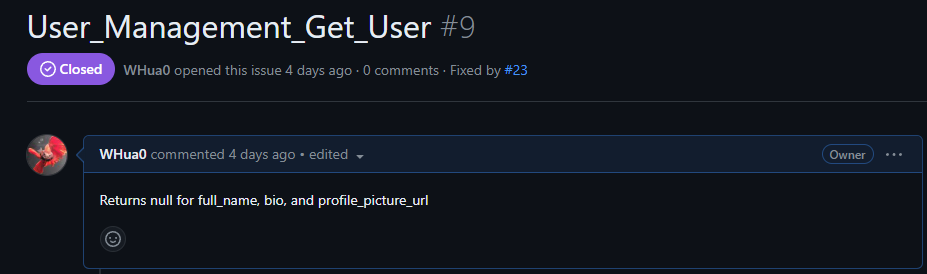 User_Management_Get_User #9
Closed WHua0 opened this issue 4 days ago · 0 comments · Fixed by #23
WHua0 commented 4 days ago • edited Owner
Returns null for full_name, bio, and profile_picture_url